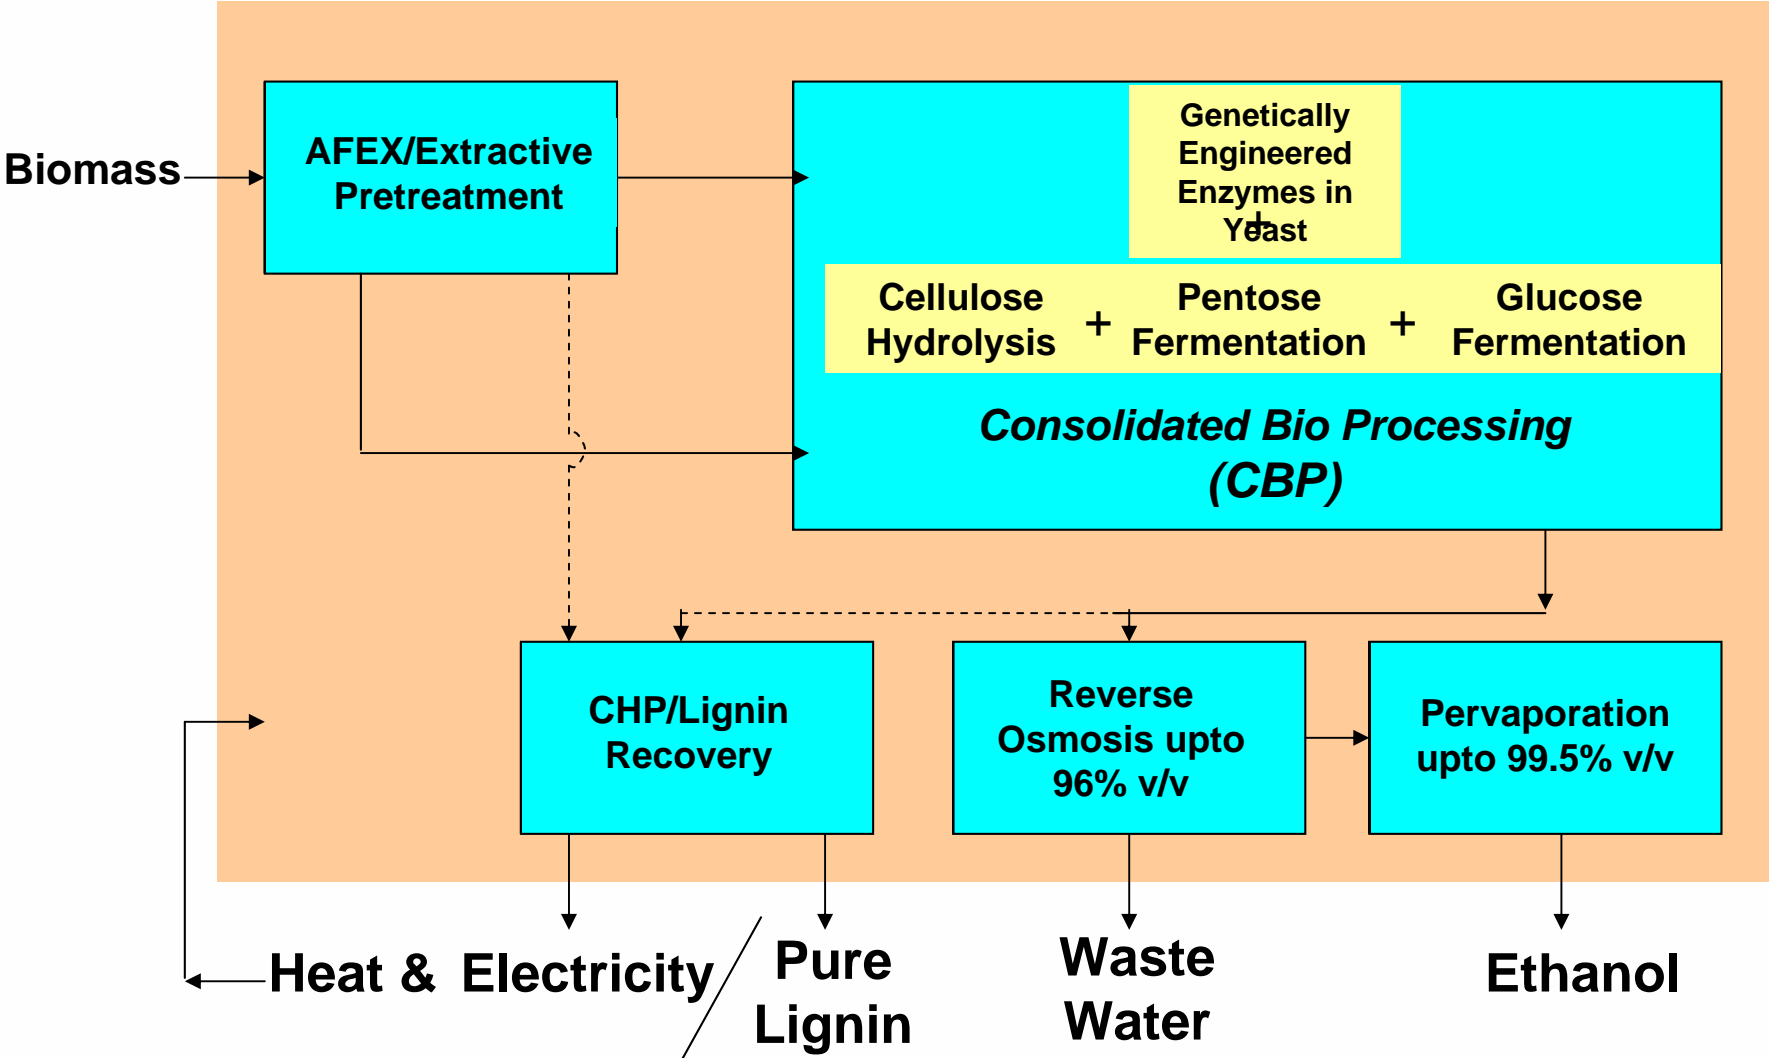 Biomass
AFEX/Extractive
Pretreatment
Genetically
Engineered
Enzymes in
Yeast
+
Cellulose
Hydrolysis
+
Pentose
Fermentation
+
Glucose
Fermentation
Consolidated Bio Processing
(CBP)
CHP/Lignin
Recovery
Reverse
Osmosis upto
96% v/v
Pervaporation
upto 99.5% v/v
Heat & Electricity
Pure
Lignin
Waste
Water
Ethanol